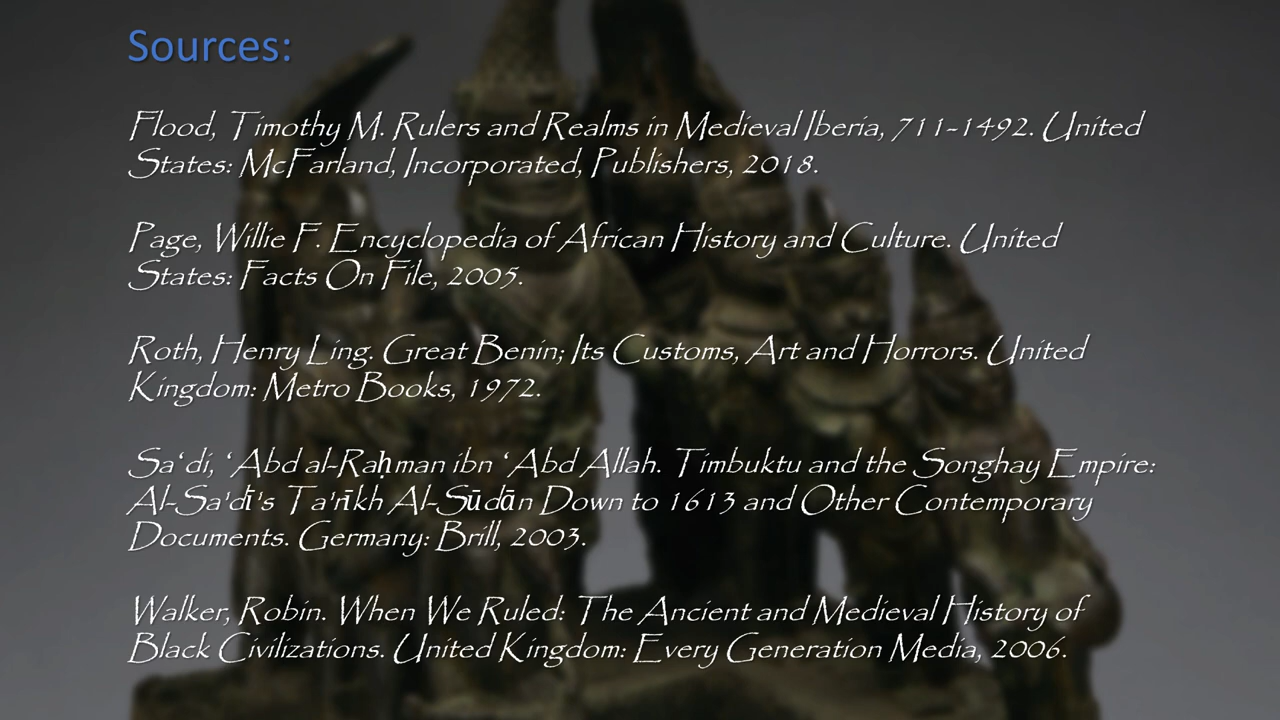 Sources:
Flood, Timothy M. Rulers and Realms in Medieval Iberia, 711-1492. United
States: McFarland, Incorporated, Publishers, 2018.
Page, Willie F. Encyclopedia of African History and Culture. United
States: Facts On File, 2005.
Roth, Henry Ling. Great Benin; Its Customs, Art and Horrors. United
Kingdom: Metro Books, 1972.
Saʻdi, ʻAbd al-Raḥman ibn ʻAbd Allah. Timbuktu and the Songhay Empire:
Al-Sa'dī's Ta'rīkh Al-Sūdān Down to 1613 and Other Contemporary
Documents. Germany: Brill, 2003.
Walker, Robin. When We Ruled: The Ancient and Medieval History of
Black Civilizations. United Kingdom: Every Generation Media, 2006.